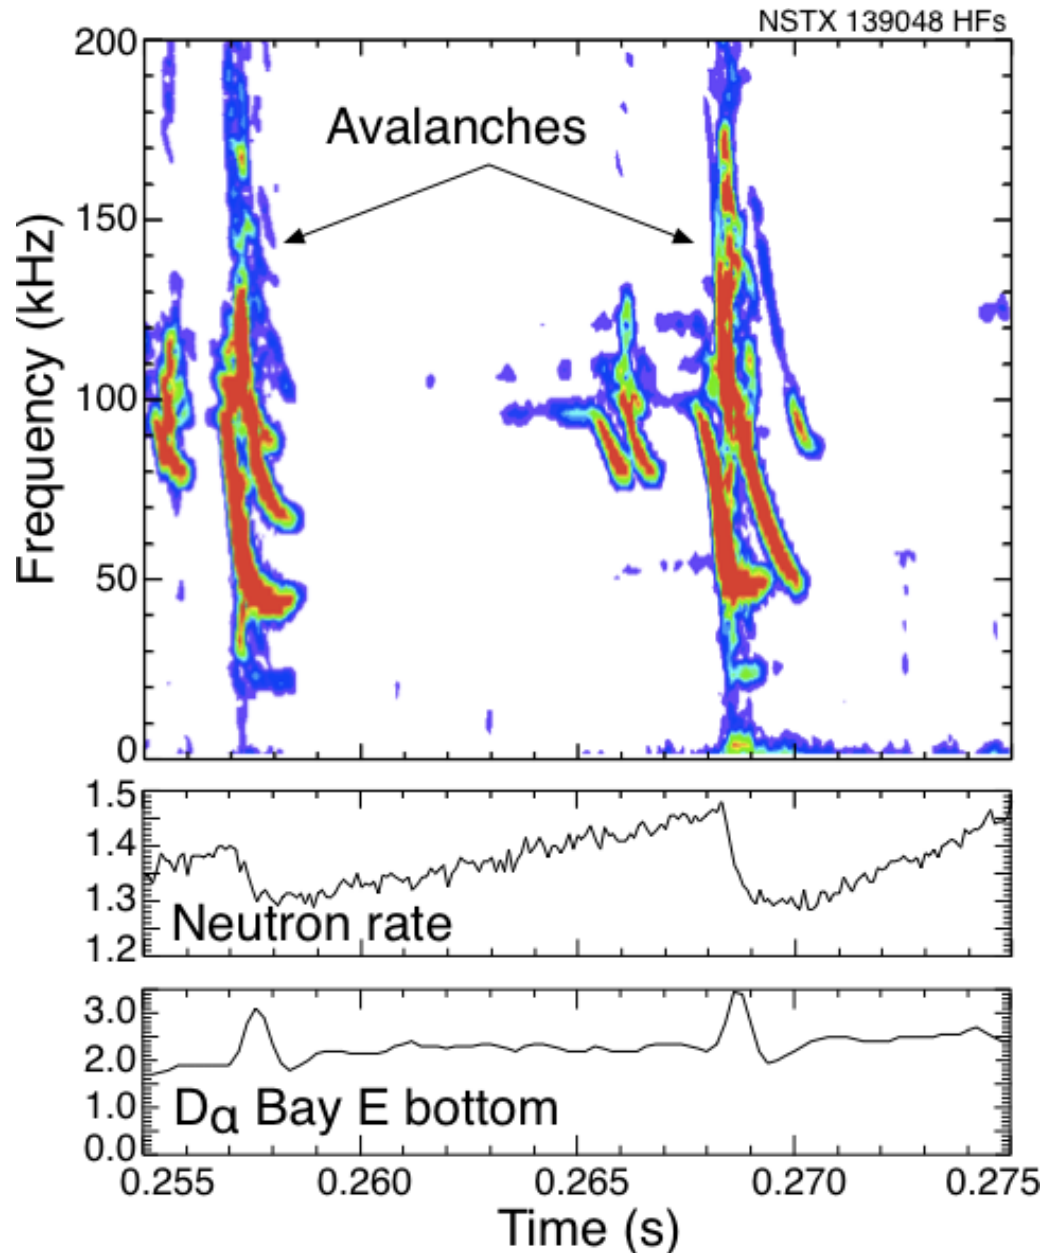 NSTX 139048 HFs
200
Avalanches
150
100
50
0
Frequency (kHz)
1.5
1.4
1.3
1.2
Neutron rate
3.0
2.0
1.0
0.0
Dα Bay E bottom
0.255 0.260 0.265 0.270 0.275
Time (s)